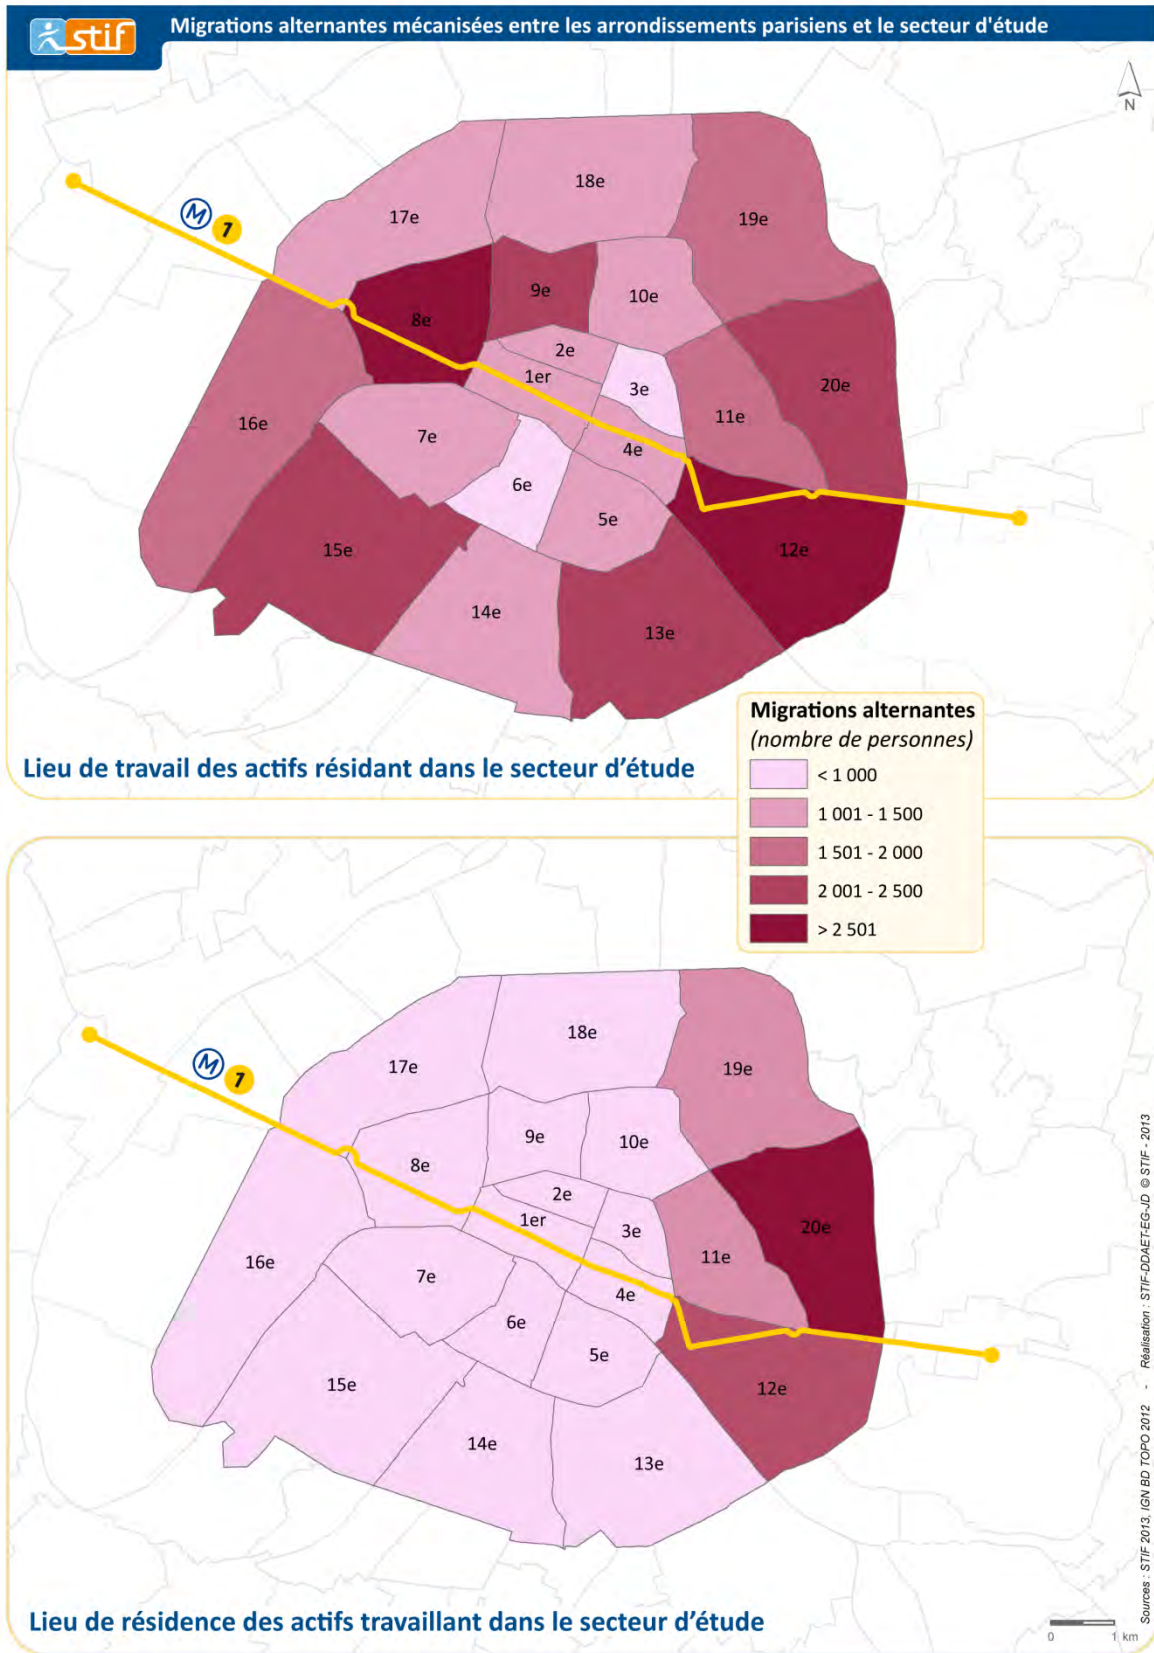 stif
Migrations alternantes mécanisées entre les arrondissements parisiens et le secteur d'étude
N
18e
17e
19e
M 1
9e
10e
8e
2e
1er
3e
20e
11e
16e
7e
4e
6e
5e
15e
12e
14e
13e
Lieu de travail des actifs résidant dans le secteur d'étude
Migrations alternantes
(nombre de personnes)
< 1 000
1 001 - 1 500
1 501 - 2 000
2 001 - 2 500
> 2 501
18e
17e
19e
M 1
9e
10e
8e
2e
1er
3e
20e
11e
16e
7e
4e
6e
5e
15e
12e
14e
13e
Lieu de résidence des actifs travaillant dans le secteur d'étude
0 1 km
Sources : STIF 2013, IGN BD TOPO 2012 - Réalisation : STIF-DDAET-EG-JD © STIF - 2013